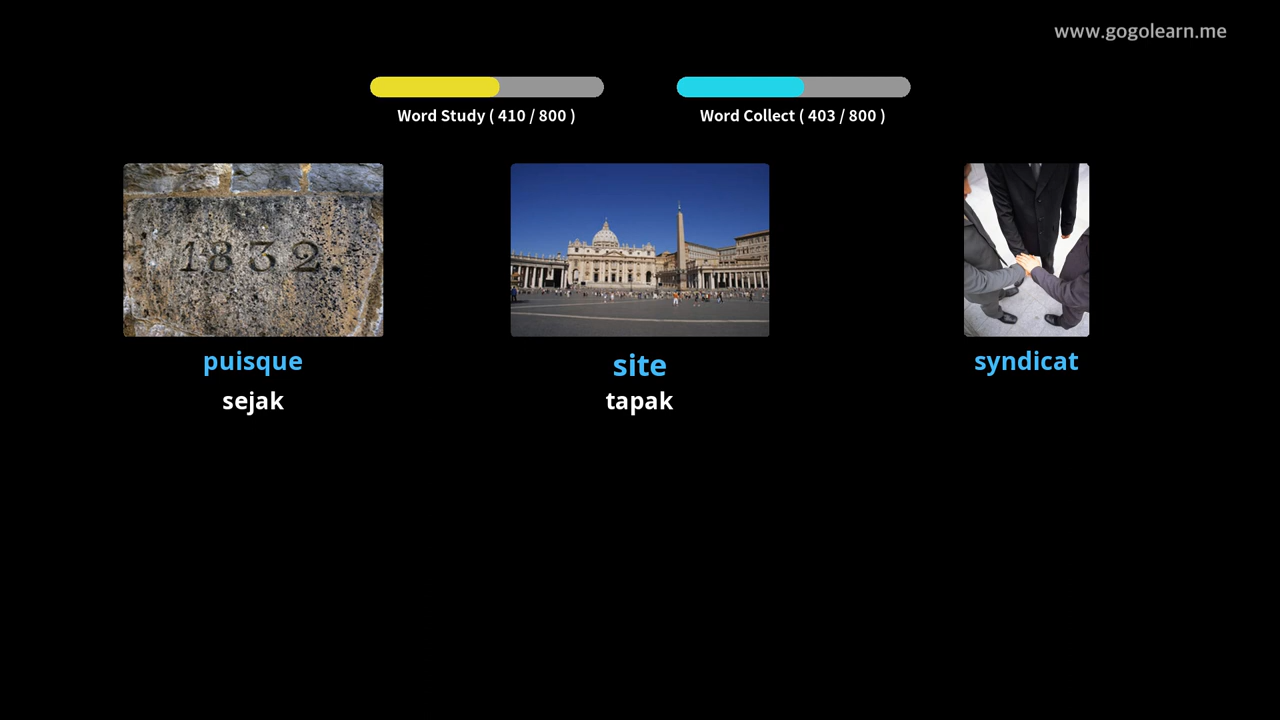 www.gogolearn.me
Word Study ( 410 / 800 )
Word Collect ( 403 / 800 )
1832.
puisque
site
syndicat
sejak
tapak